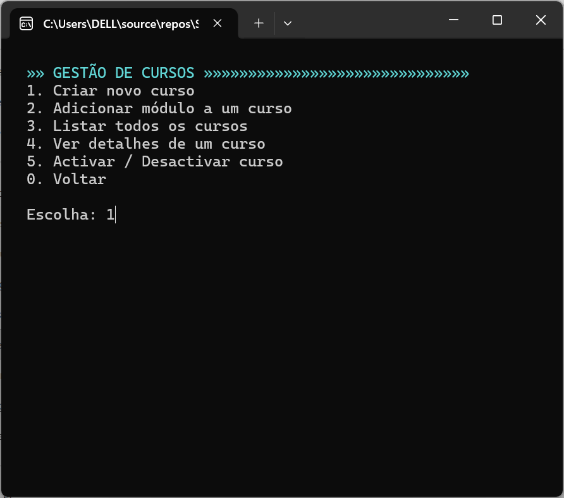 C:\Users\DELL\source\repos\S
»» GESTÃO DE CURSOS »»»»»»»»»»»»»»»»»»»»»»»»»»»»»»
1. Criar novo curso
2. Adicionar módulo a um curso
3. Listar todos os cursos
4. Ver detalhes de um curso
5. Activar / Desactivar curso
0. Voltar
Escolha: 1